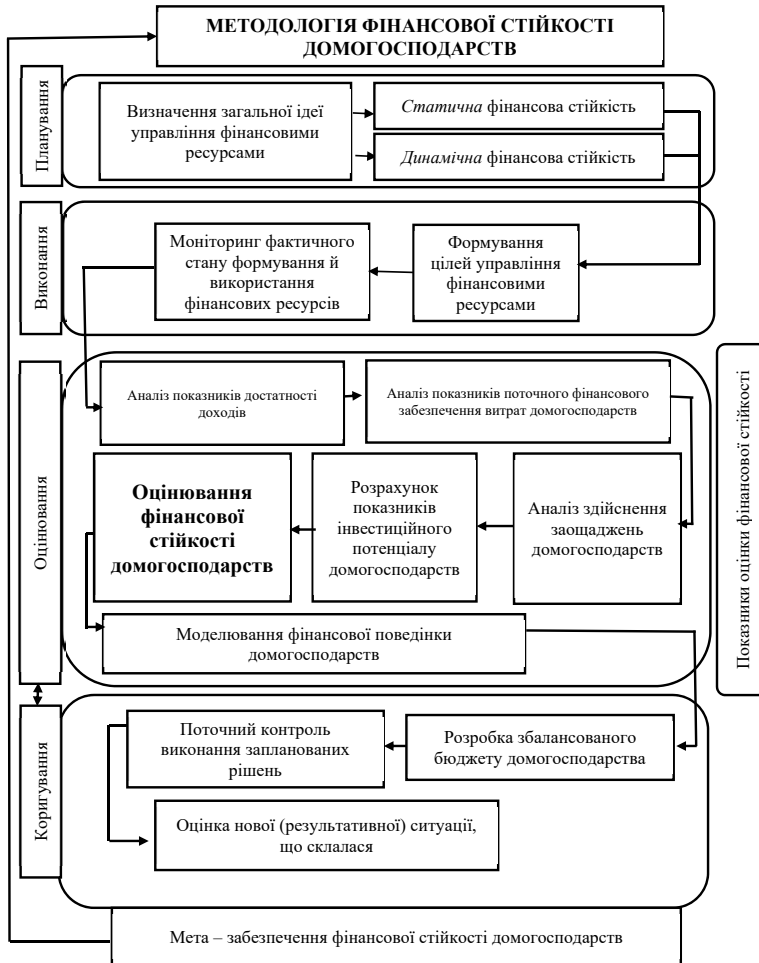 МЕТОДОЛОГІЯ ФІНАНСОВОЇ СТІЙКОСТІ
ДОМОГОСПОДАРСТВ
Планування
Визначення загальної ідеї
управління фінансовими
ресурсами
Статична фінансова стійкість
Динамічна фінансова стійкість
Виконання
Моніторинг фактичного
стану формування й
використання
фінансових ресурсів
Формування
цілей управління
фінансовими
ресурсами
Оцінювання
Аналіз показників достатності
доходів
Аналіз показників поточного фінансового
забезпечення витрат домогосподарств
Оцінювання
фінансової
стійкості
домогосподарств
Розрахунок
показників
інвестиційного
потенціалу
домогосподарств
Аналіз здійснення
заощаджень
домогосподарств
Моделювання фінансової поведінки
домогосподарств
Показники оцінки фінансової стійкості
Коригування
Поточний контроль
виконання запланованих
рішень
Розробка збалансованого
бюджету домогосподарства
Оцінка нової (результативної) ситуації,
що склалася
Мета – забезпечення фінансової стійкості домогосподарств